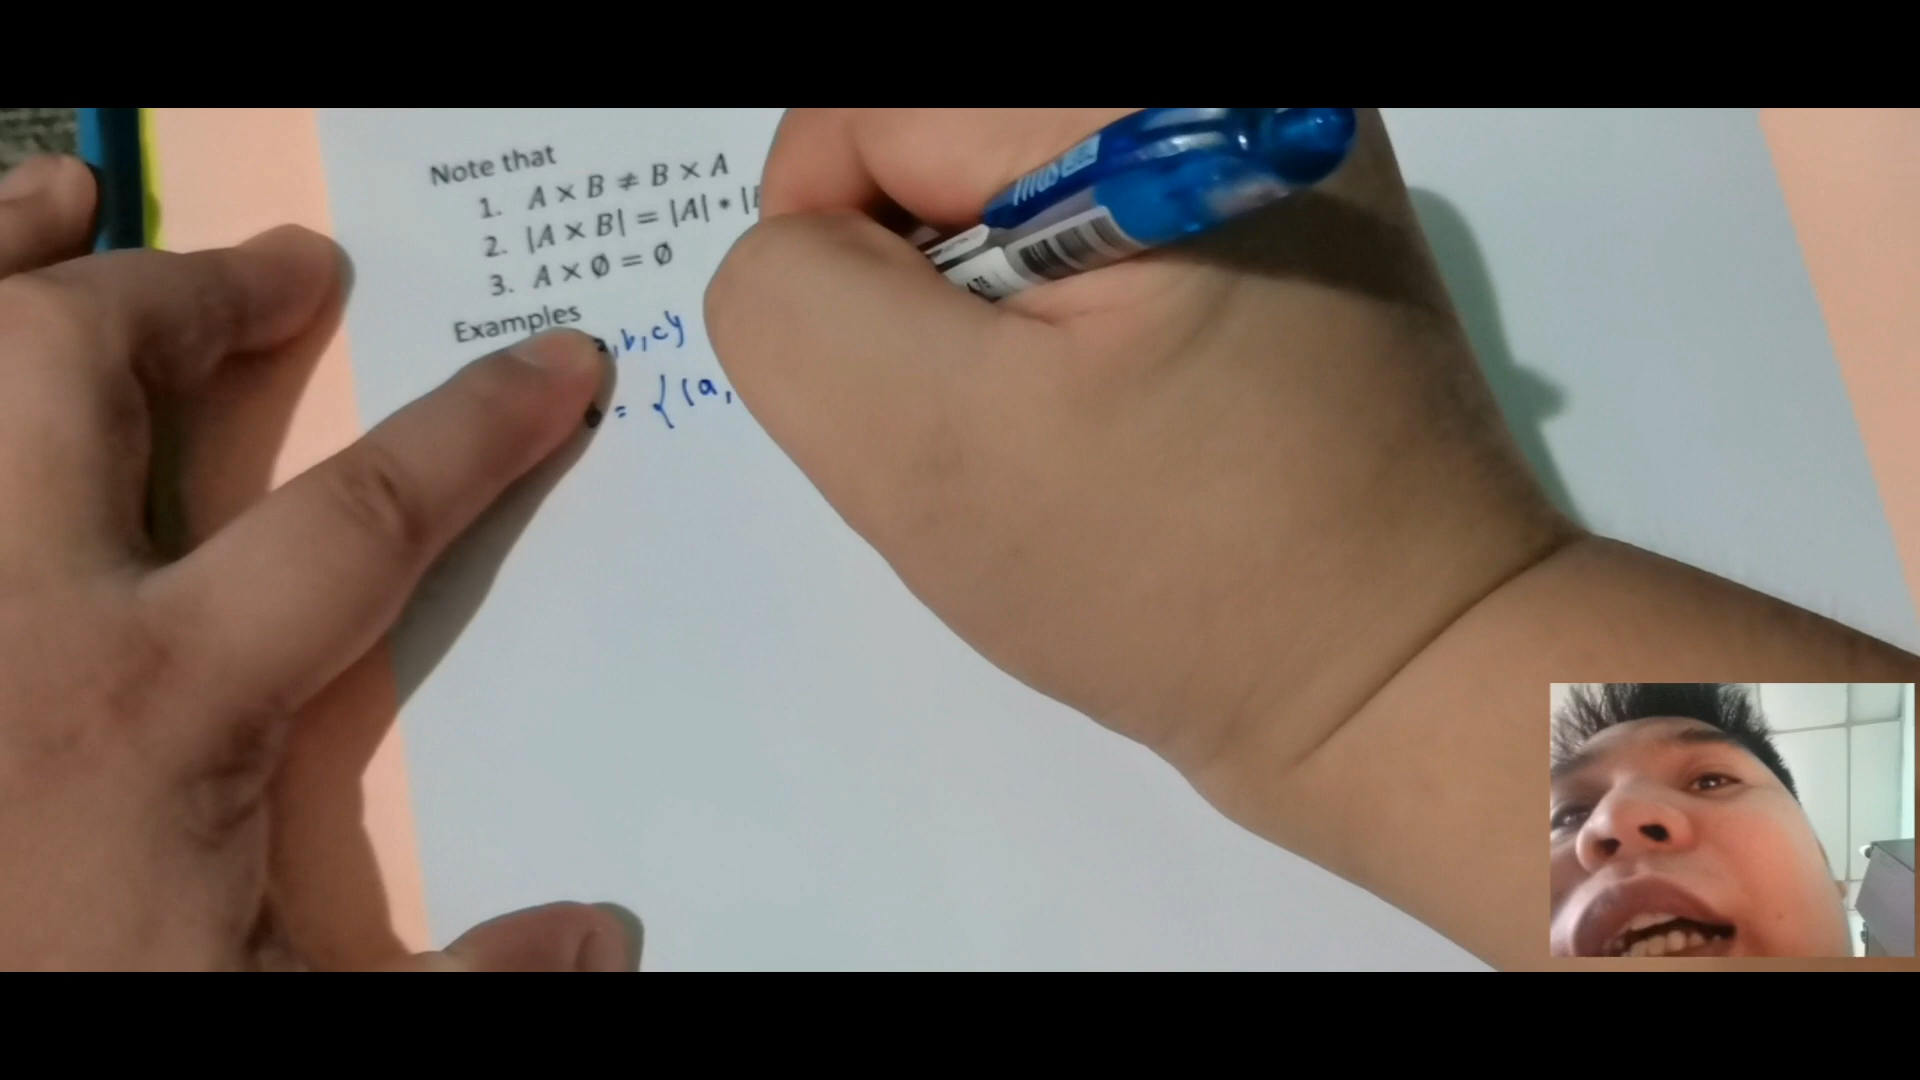 Note that
1. A × B ≠ B × A
2. |A × B| = |A| * |B
3. A × ∅ = ∅
Examples
a, b, c}
= {(a,